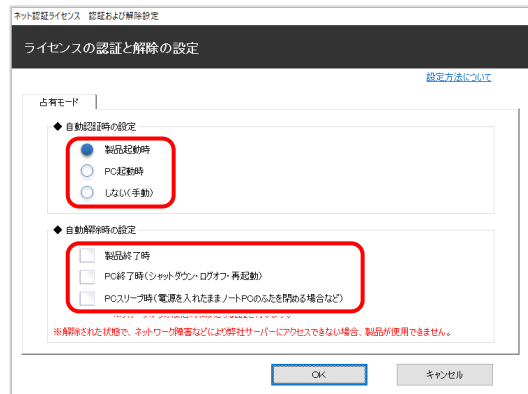 ネット認証ライセンス 認証および解除設定
ライセンスの認証と解除の設定
設定方法について
占有モード
◆ 自動認証時の設定
製品起動時
PC起動時
しない(手動)
◆ 自動解除時の設定
製品終了時
PC終了時(シャットダウン・ログオフ・再起動)
PCスリープ時(電源を入れたままノートPCのふたを閉める場合など)
※解除された状態で、ネットワーク障害などにより弊社サーバーにアクセスできない場合、製品が使用できません。
OK
キャンセル